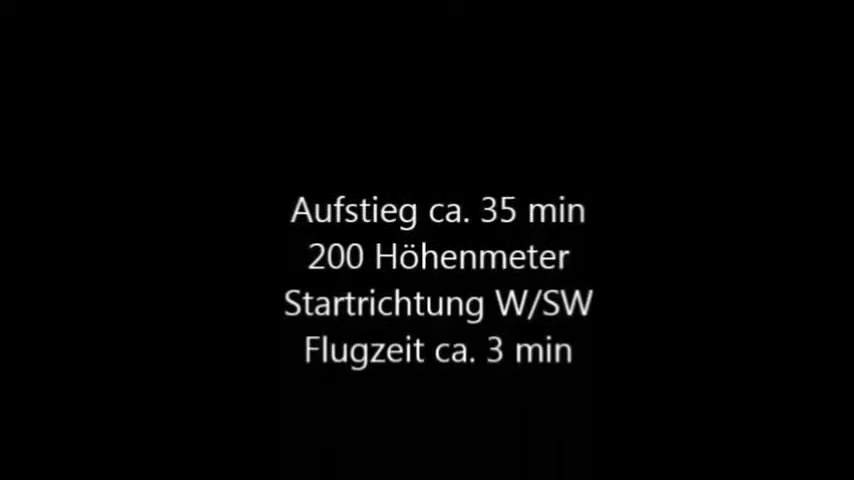 Aufstieg ca. 35 min
200 Höhenmeter
Startrichtung W/SW
Flugzeit ca. 3 min